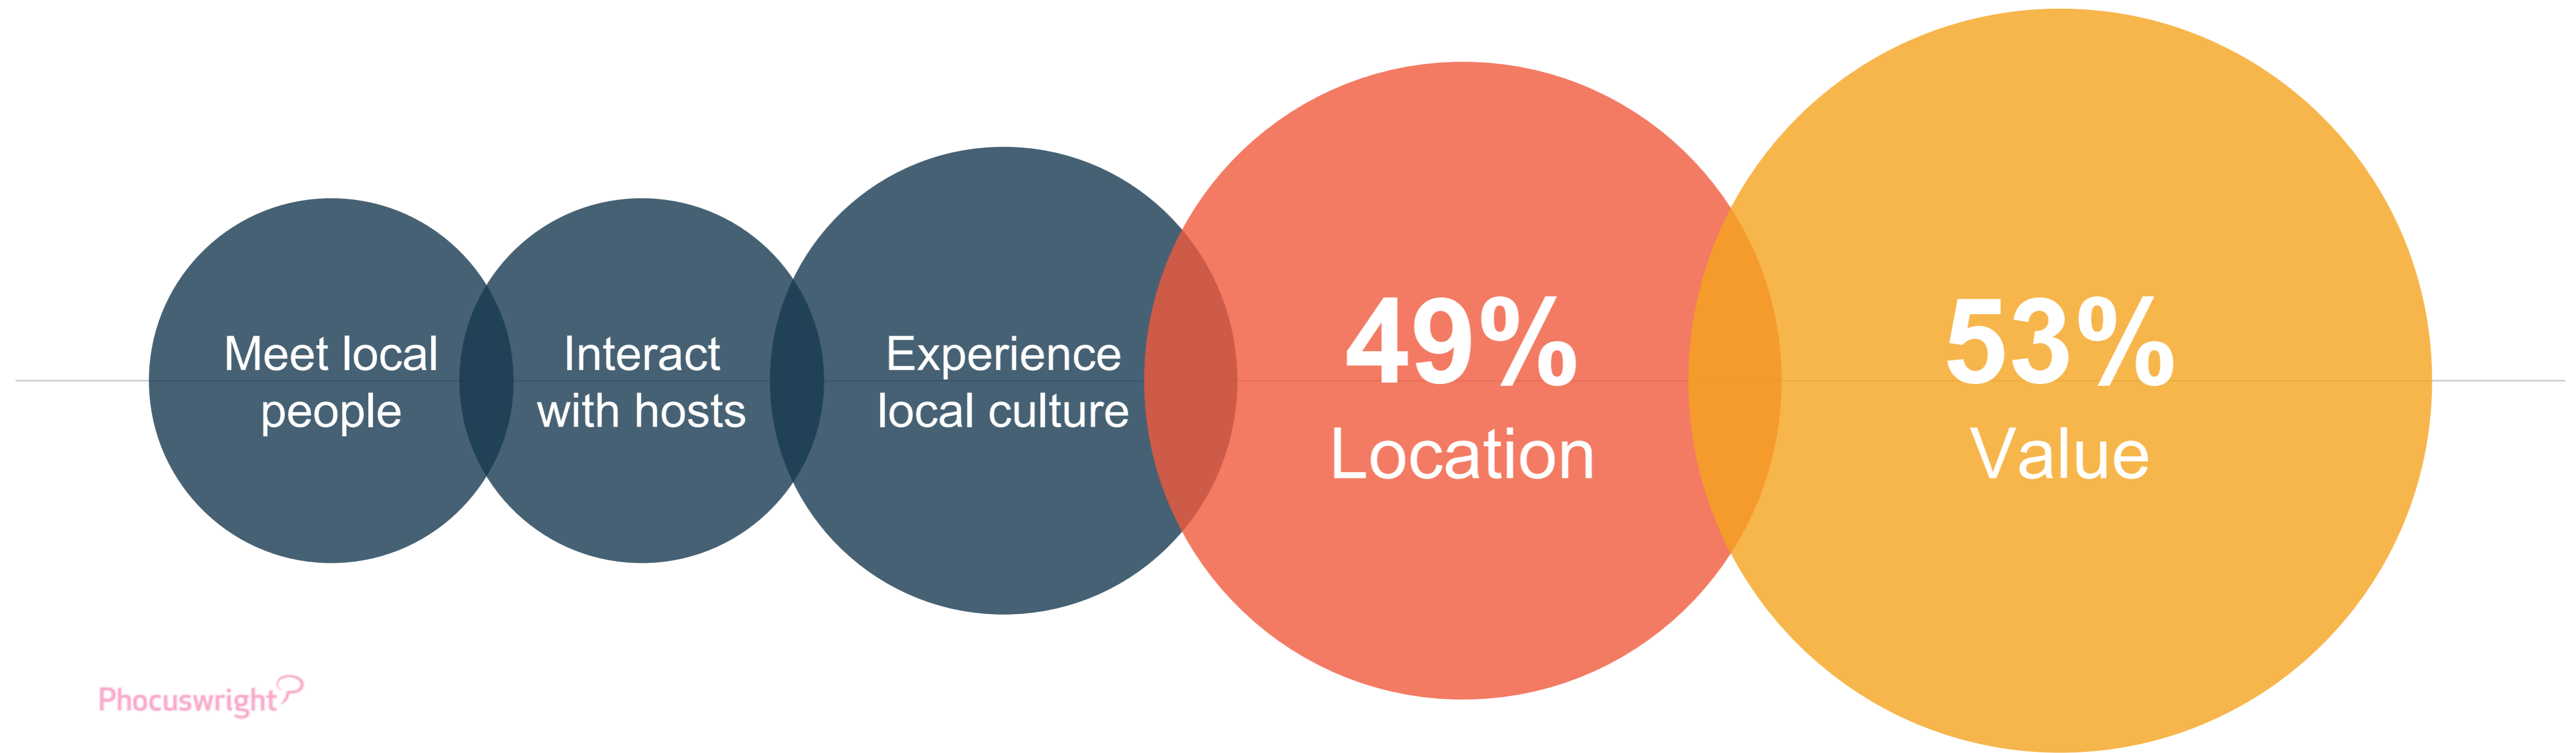 Meet local
people
Interact
with hosts
Experience
local culture
49%
Location
53%
Value
Phocuswright